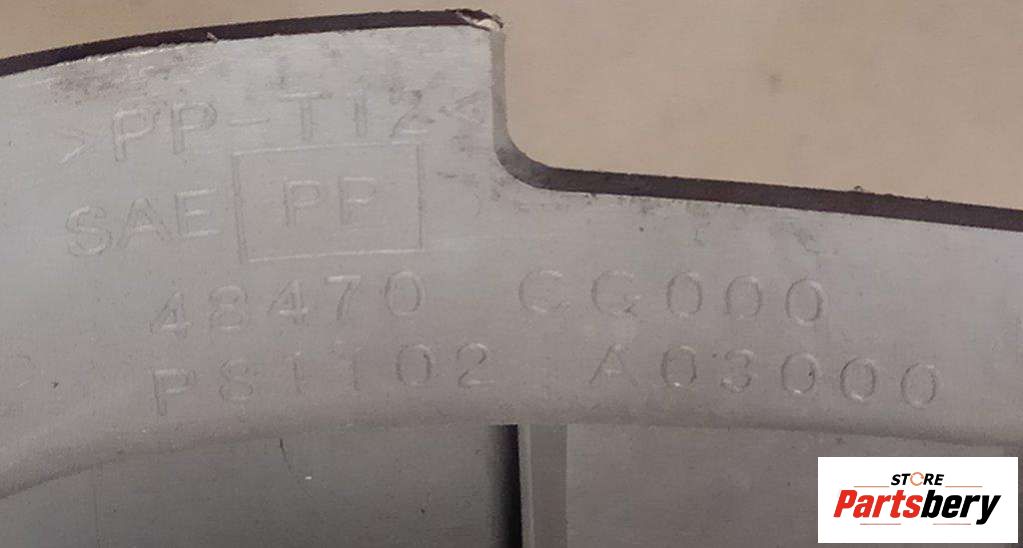 >PP-T12<
SAE PP
48470 CG000
PS1102 A03000
STORE
Partsbery